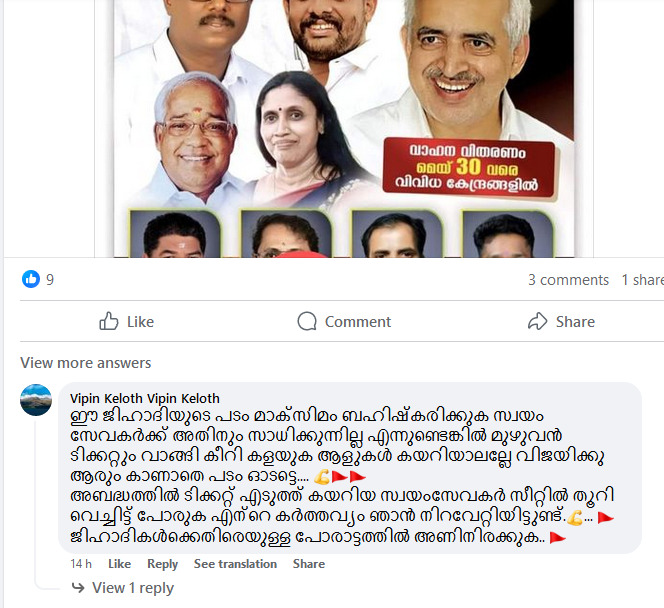 വാഹന വിതരണം
മെയ് 30 വരെ
വിവിധ കേന്ദ്രങ്ങളിൽ
9
3 comments 1 share
Like Comment Share
View more answers
Vipin Keloth Vipin Keloth
ഈ ജിഹാദിയുടെ പടം മാക്സിമം ബഹിഷ്കരിക്കുക സ്വയം
സേവകർക്ക് അതിനും സാധിക്കുന്നില്ല എന്നുണ്ടെങ്കിൽ മുഴുവൻ
ടിക്കറ്റും വാങ്ങി കീറി കളയുക ആളുകൾ കയറിയാലല്ലേ വിജയിക്കു
ആരും കാണാതെ പടം ഓടട്ടെ.... 💪🚩🚩
അബദ്ധത്തിൽ ടിക്കറ്റ് എടുത്ത് കയറിയ സ്വയംസേവകർ സീറ്റിൽ തൂറി
വെച്ചിട്ട് പോരുക എന്റെ കർത്തവ്യം ഞാൻ നിറവേറ്റിയിട്ടുണ്ട്.💪... 🚩
ജിഹാദികൾക്കെതിരെയുള്ള പോരാട്ടത്തിൽ അണിനിരക്കുക.. 🚩
14 h Like Reply See translation Share
View 1 reply